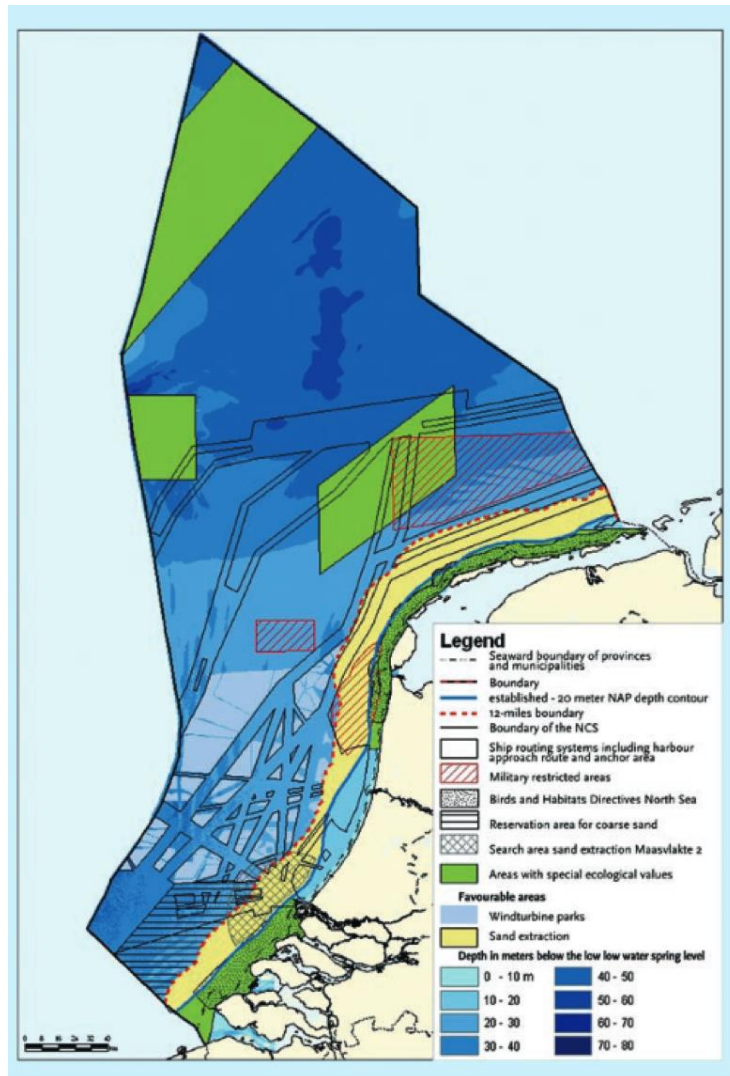 Legend
Seaward boundary of provinces
and municipalities
Boundary
established - 20 meter NAP depth contour
12-miles boundary
Boundary of the NCS
Ship routing systems including harbour
approach route and anchor area
Military restricted areas
Birds and Habitats Directives North Sea
Reservation area for coarse sand
Search area sand extraction Maasvlakte 2
Areas with special ecological values
Favourable areas
Windturbine parks
Sand extraction
Depth in meters below the low low water spring level
0 - 10 m
40 - 50
10 - 20
50 - 60
20 - 30
60 - 70
30 - 40
70 - 80